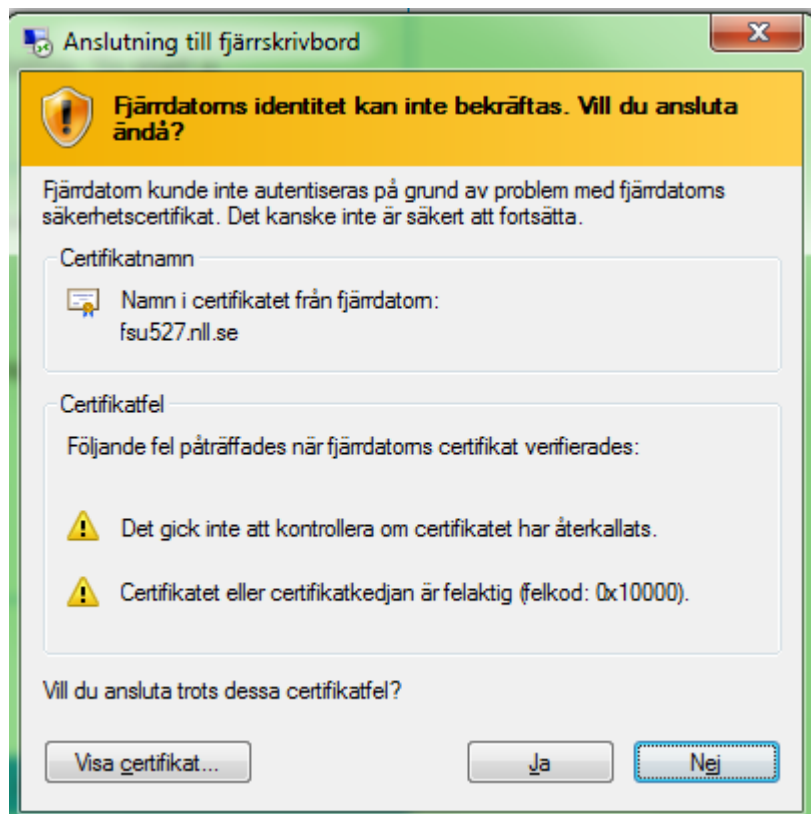 Anslutning till fjärrskrivbord
Fjärrdatorns identitet kan inte bekräftas. Vill du ansluta
ändå?
Fjärrdatorn kunde inte autentiseras på grund av problem med fjärrdatorns
säkerhetscertifikat. Det kanske inte är säkert att fortsätta.
Certifikatnamn
Namn i certifikatet från fjärrdatorn:
fsu527.nll.se
Certifikatfel
Följande fel påträffades när fjärrdatorns certifikat verifierades:
Det gick inte att kontrollera om certifikatet har återkallats.
Certifikatet eller certifikatkedjan är felaktig (felkod: 0x10000).
Vill du ansluta trots dessa certifikatfel?
Visa certifikat...
Ja
Nej